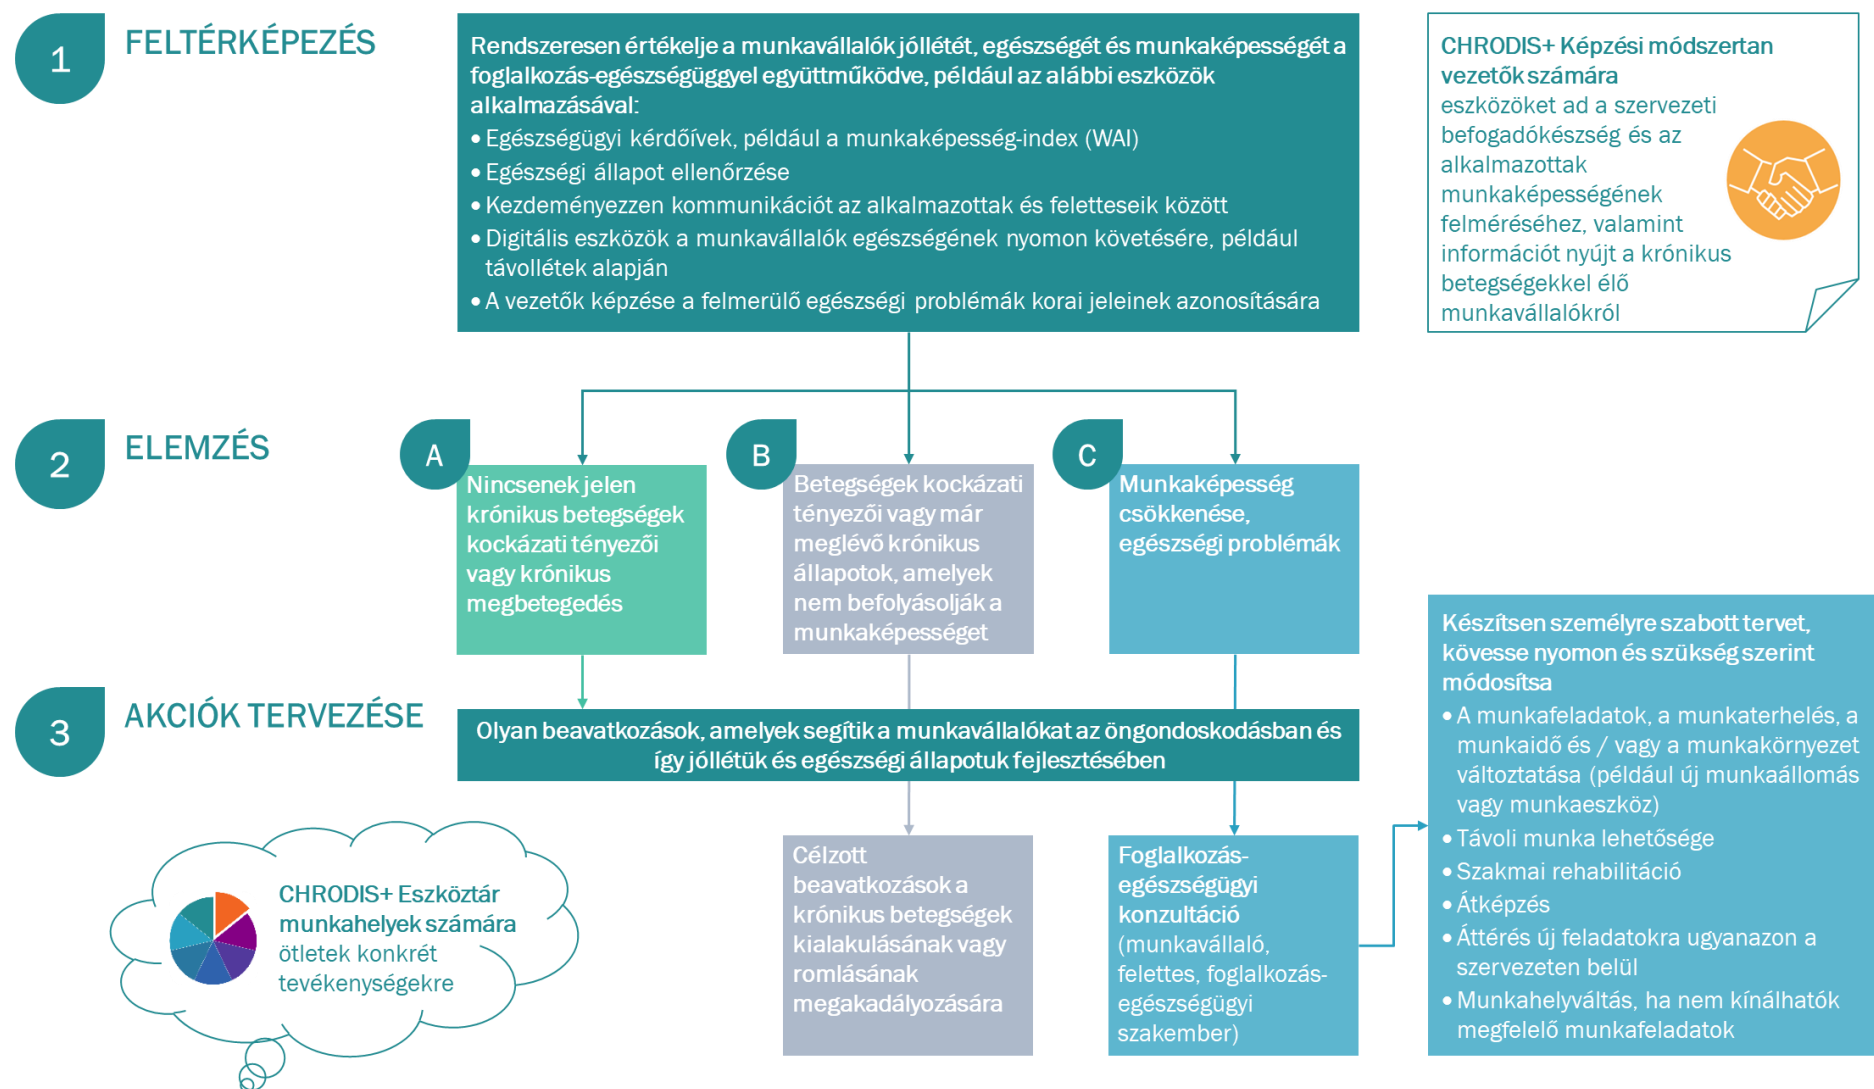 1
FELTÉRKÉPEZÉS
Rendszeresen értékelje a munkavállalók jóllétét, egészségét és munkaképességét a
foglalkozás-egészségüggyel együttműködve, például az alábbi eszközök
alkalmazásával:
• Egészségügyi kérdőívek, például a munkaképesség-index (WAI)
• Egészségi állapot ellenőrzése
• Kezdeményezzen kommunikációt az alkalmazottak és feletteseik között
• Digitális eszközök a munkavállalók egészségének nyomon követésére, például
távollétek alapján
• A vezetők képzése a felmerülő egészségi problémák korai jeleinek azonosítására
CHRODIS+ Képzési módszertan
vezetők számára
eszközöket ad a szervezeti
befogadókészség és az
alkalmazottak
munkaképességének
felméréséhez, valamint
információt nyújt a krónikus
betegségekkel élő
munkavállalókról
2
ELEMZÉS
A
Nincsenek jelen
krónikus betegségek
kockázati tényezői
vagy krónikus
megbetegedés
B
Betegségek kockázati
tényezői vagy már
meglévő krónikus
állapotok, amelyek
nem befolyásolják a
munkaképességet
C
Munkaképesség
csökkenése,
egészségi problémák
3
AKCIÓK TERVEZÉSE
Olyan beavatkozások, amelyek segítik a munkavállalókat az öngondoskodásban és
így jóllétük és egészségi állapotuk fejlesztésében
CHRODIS+ Eszköztár
munkahelyek számára
ötletek konkrét
tevékenységekre
Célzott
beavatkozások a
krónikus betegségek
kialakulásának vagy
romlásának
megakadályozására
Foglalkozás-
egészségügyi
konzultáció
(munkavállaló,
felettes, foglalkozás-
egészségügyi
szakember)
Készítsen személyre szabott tervet,
kövesse nyomon és szükség szerint
módosítsa
• A munkafeladatok, a munkaterhelés, a
munkaidő és / vagy a munkakörnyezet
változtatása (például új munkaállomás
vagy munkaeszköz)
• Távoli munka lehetősége
• Szakmai rehabilitáció
• Átképzés
• Áttérés új feladatokra ugyanazon a
szervezeten belül
• Munkahelyváltás, ha nem kínálhatók
megfelelő munkafeladatok